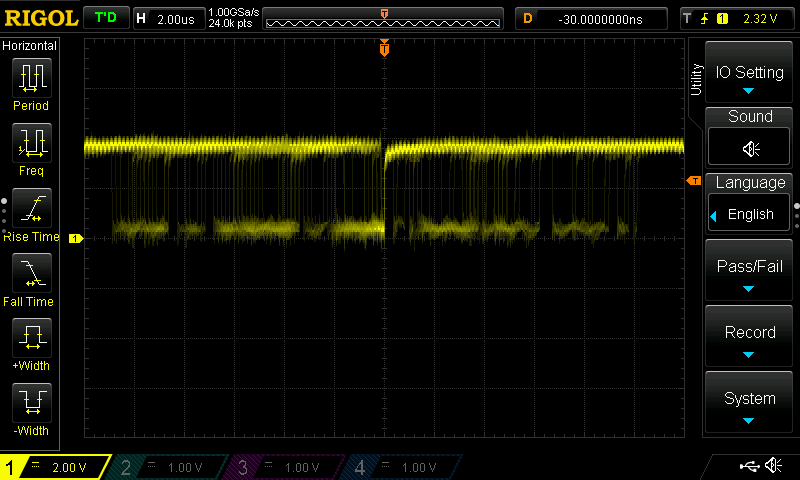 RIGOL T'D H 2.00us 1.00GSa/s 24.0k pts D -30.0000000ns T 1 2.32 V
T
Horizontal
Period
Freq
Rise Time
Fall Time
+Width
-Width
T
T
1
Utility
IO Setting
Sound
Language
English
Pass/Fail
Record
System
1 2.00 V 2 1.00 V 3 1.00 V 4 1.00 V